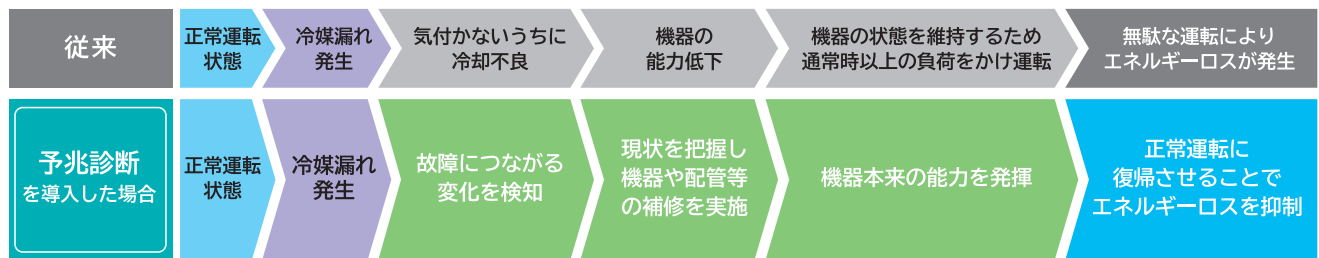 従来
正常運転
状態
冷媒漏れ
発生
気付かないうちに
冷却不良
機器の
能力低下
機器の状態を維持するため
通常時以上の負荷をかけ運転
無駄な運転により
エネルギーロスが発生
予兆診断
を導入した場合
正常運転
状態
冷媒漏れ
発生
故障につながる
変化を検知
現状を把握し
機器や配管等
の補修を実施
機器本来の能力を発揮
正常運転に
復帰させることで
エネルギーロスを抑制